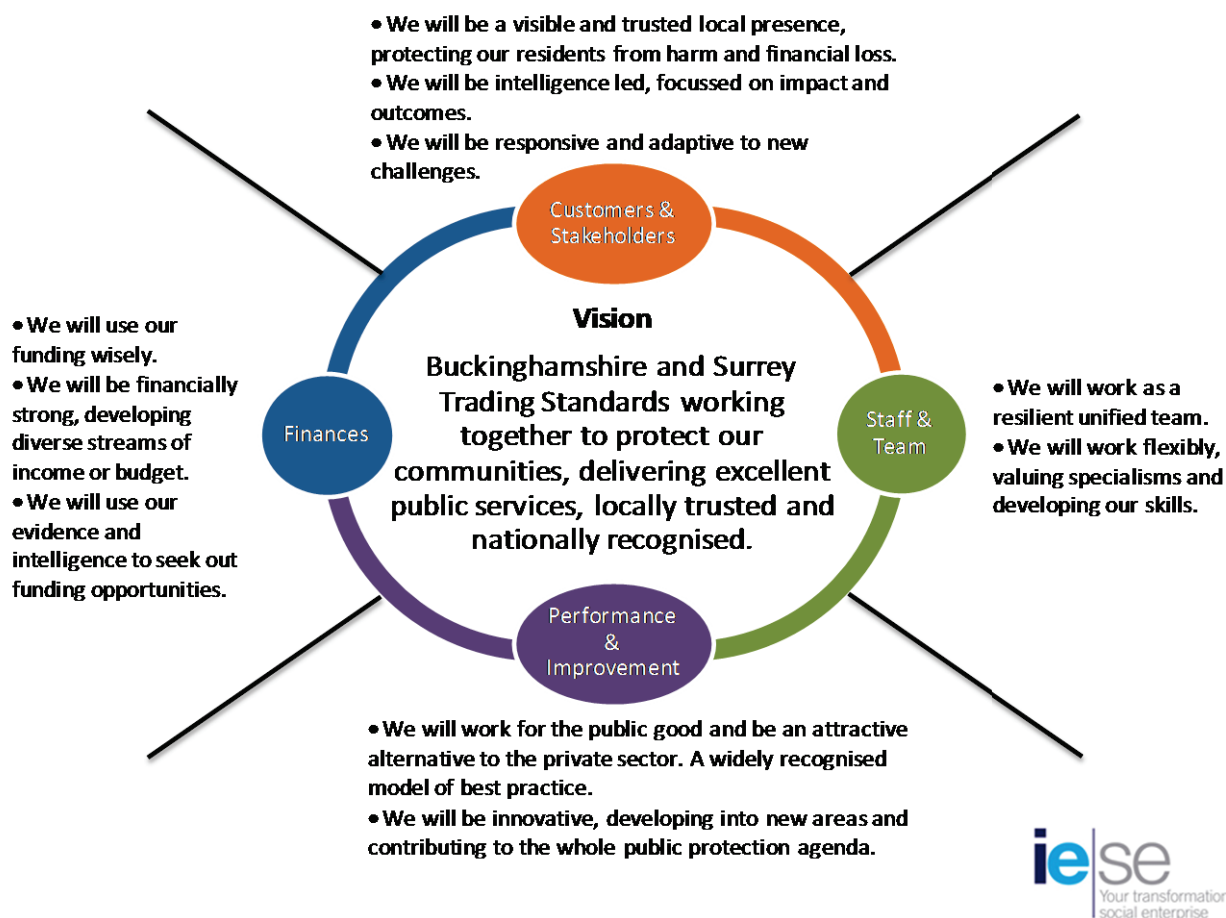 • We will be a visible and trusted local presence,
protecting our residents from harm and financial loss.
• We will be intelligence led, focussed on impact and
outcomes.
• We will be responsive and adaptive to new
challenges.
Customers &
Stakeholders
• We will use our
funding wisely.
• We will be financially
strong, developing
diverse streams of
income or budget.
• We will use our
evidence and
intelligence to seek out
funding opportunities.
Finances
Vision
Buckinghamshire and Surrey
Trading Standards working
together to protect our
communities, delivering excellent
public services, locally trusted and
nationally recognised.
Staff &
Team
• We will work as a
resilient unified team.
• We will work flexibly,
valuing specialisms and
developing our skills.
Performance
&
Improvement
• We will work for the public good and be an attractive
alternative to the private sector. A widely recognised
model of best practice.
• We will be innovative, developing into new areas and
contributing to the whole public protection agenda.
iese
Your transformation
social enterprise